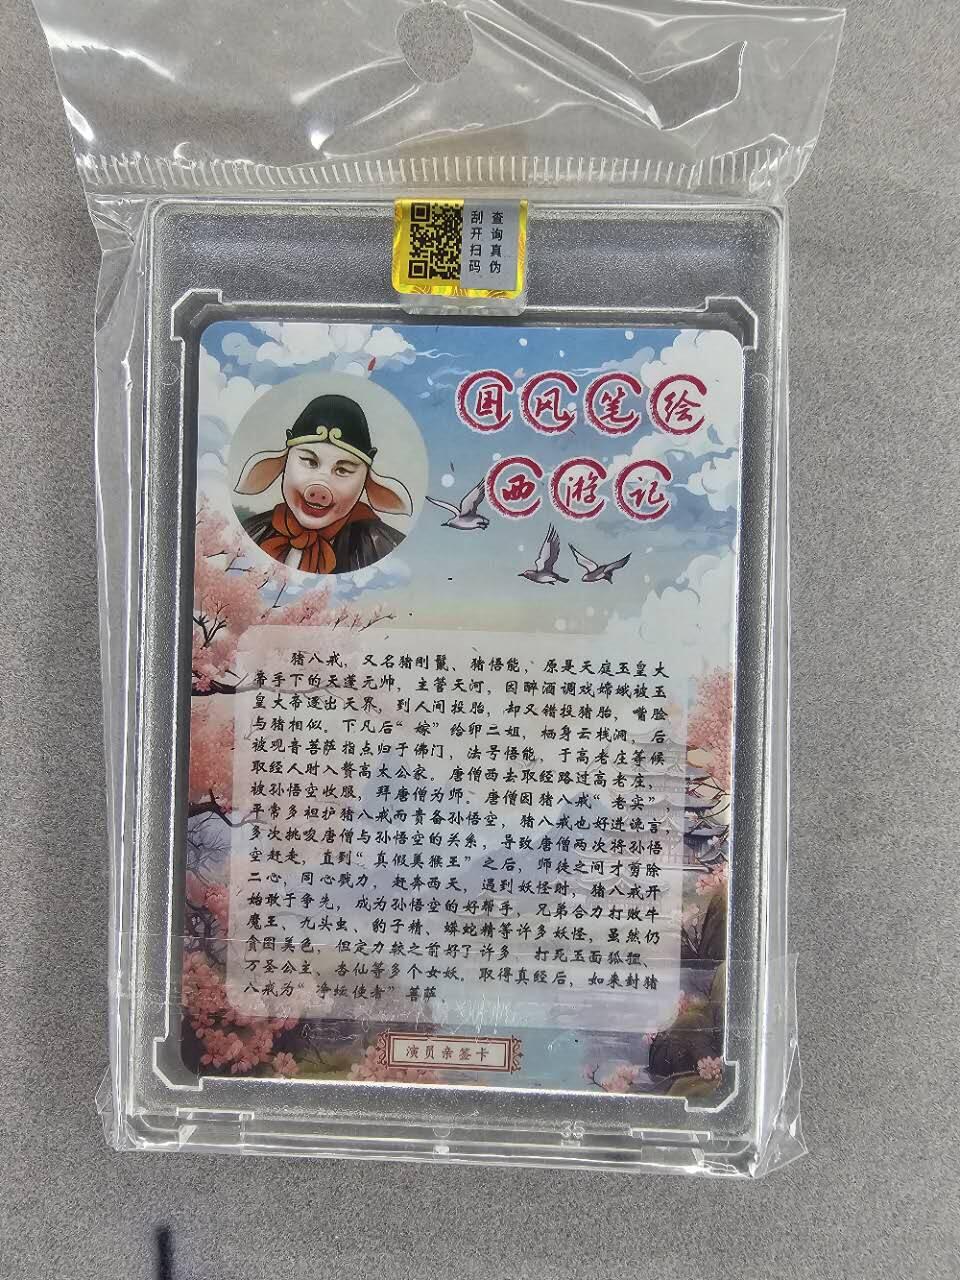 刮开扫码
查询真伪
国风笔绘
西游记
猪八戒，又名猪刚鬣、猪悟能，原是天庭玉皇大
帝手下的天蓬元帅，主管天河，因醉酒调戏嫦娥被玉
皇大帝逐出天界，到人间投胎，却又错投猪胎，嘴脸
与猪相似。下凡后“嫁”给卵二姐，栖身云栈洞，后
被观音菩萨指点归于佛门，法号悟能，于高老庄等候
取经人时入赘高太公家。唐僧西去取经路过高老庄，
被孙悟空收服，拜唐僧为师。唐僧因猪八戒“老实”
平常多袒护猪八戒而责备孙悟空，猪八戒也好进谗言，
多次挑唆唐僧与孙悟空的关系，导致唐僧两次将孙悟
空赶走，直到“真假美猴王”之后，师徒之间才剪除
二心，同心戮力，赶奔西天，遇到妖怪时，猪八戒开
始敢于争先，成为孙悟空的好帮手，兄弟合力打败牛
魔王、九头虫、豹子精、蟒蛇精等许多妖怪，虽然仍
贪图美色，但定力较之前好了许多，打死玉面狐狸、
万圣公主、杏仙等多个女妖。取得真经后，如来封猪
八戒为“净坛使者”菩萨。
演员亲签卡
35